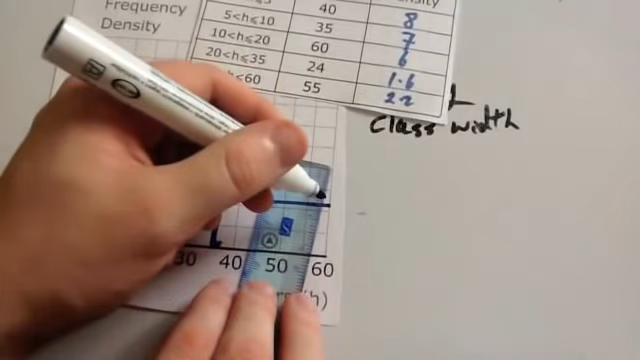 Frequency
Density
40
8
5<h≤10 35 7
10<h≤20 60 6
20<h≤35 24 1.6
h≤60 55 2.2
Class width
30 40 50 60
(h)